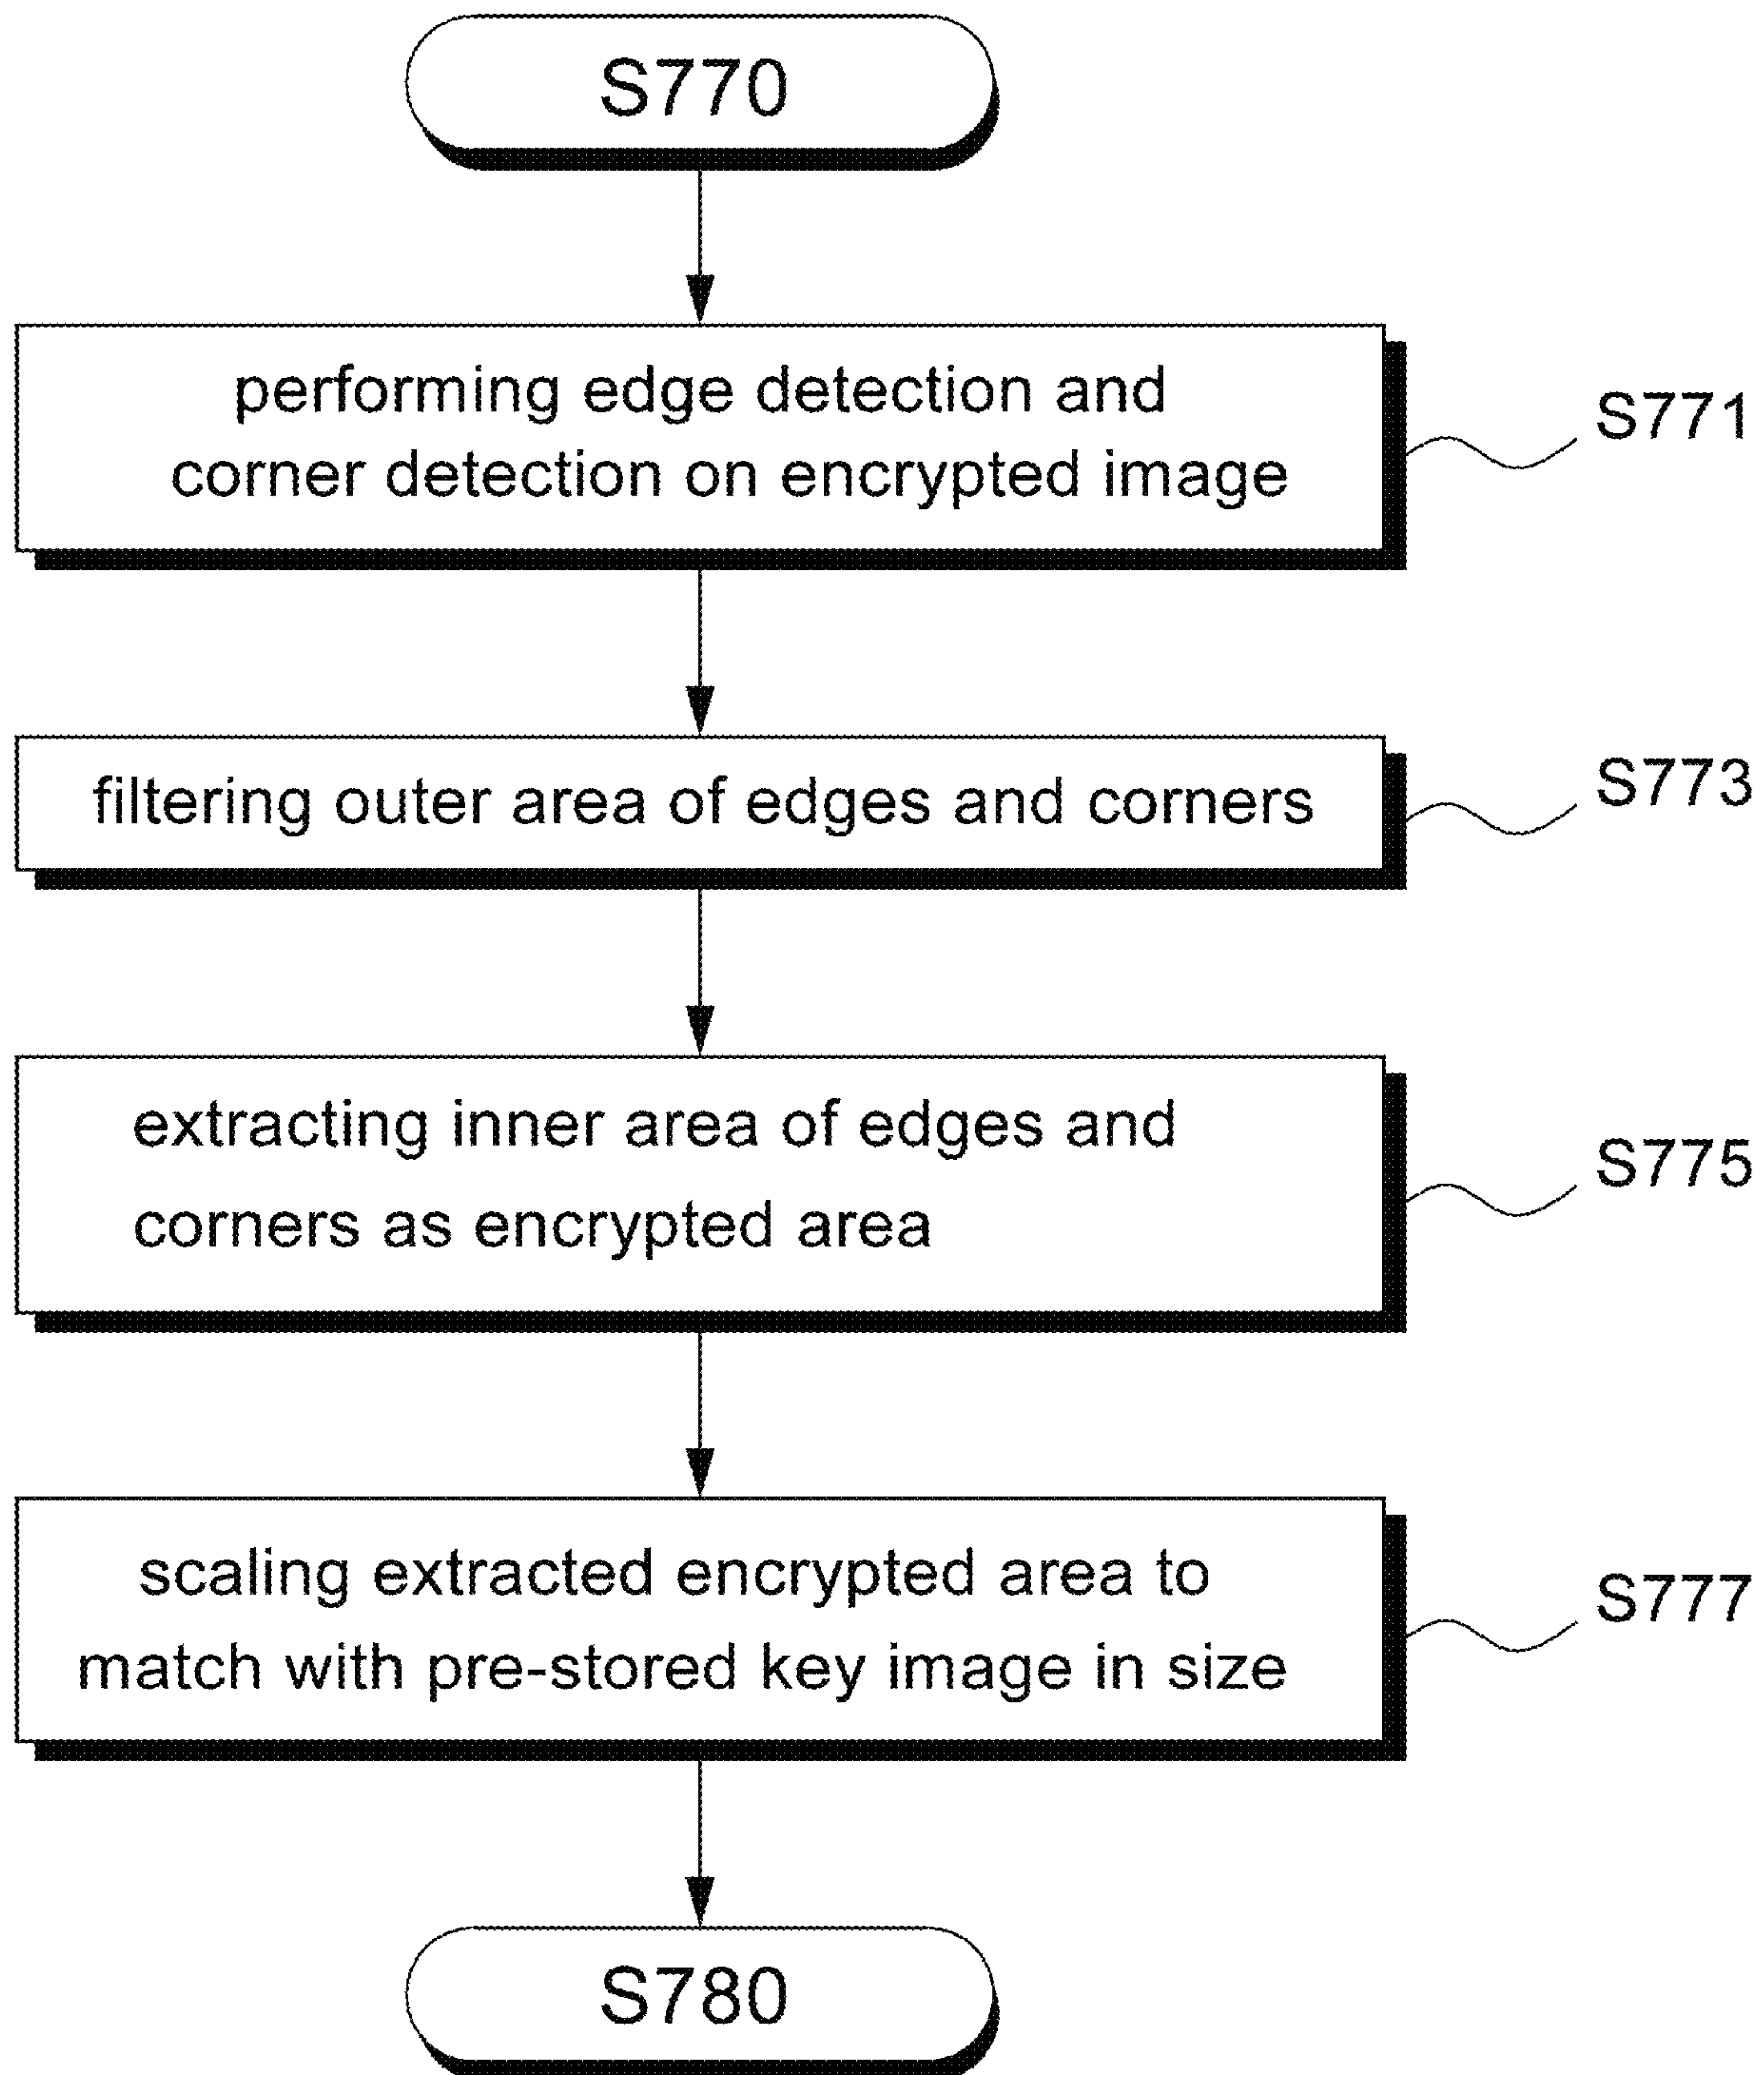 S770
performing edge detection and
corner detection on encrypted image
S771
filtering outer area of edges and corners
S773
extracting inner area of edges and
corners as encrypted area
S775
scaling extracted encrypted area to
match with pre-stored key image in size
S777
S780